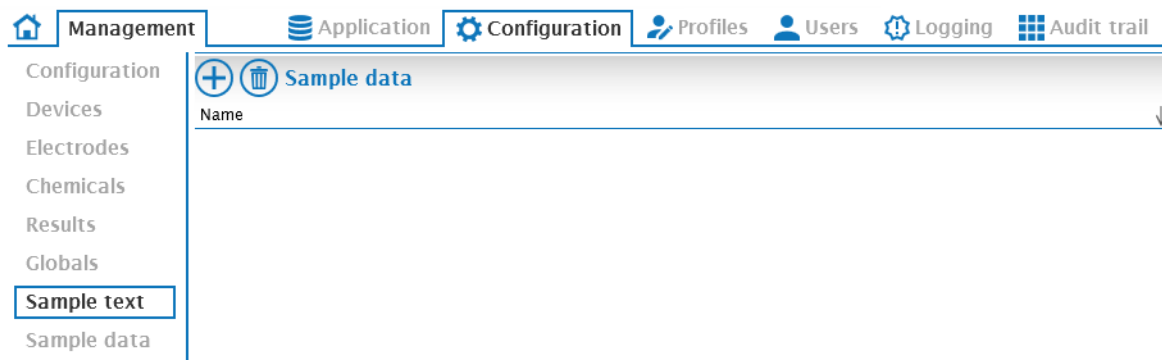 Management Application Configuration Profiles Users Logging Audit trail
Configuration
Devices
Electrodes
Chemicals
Results
Globals
Sample text
Sample data
Sample data
Name